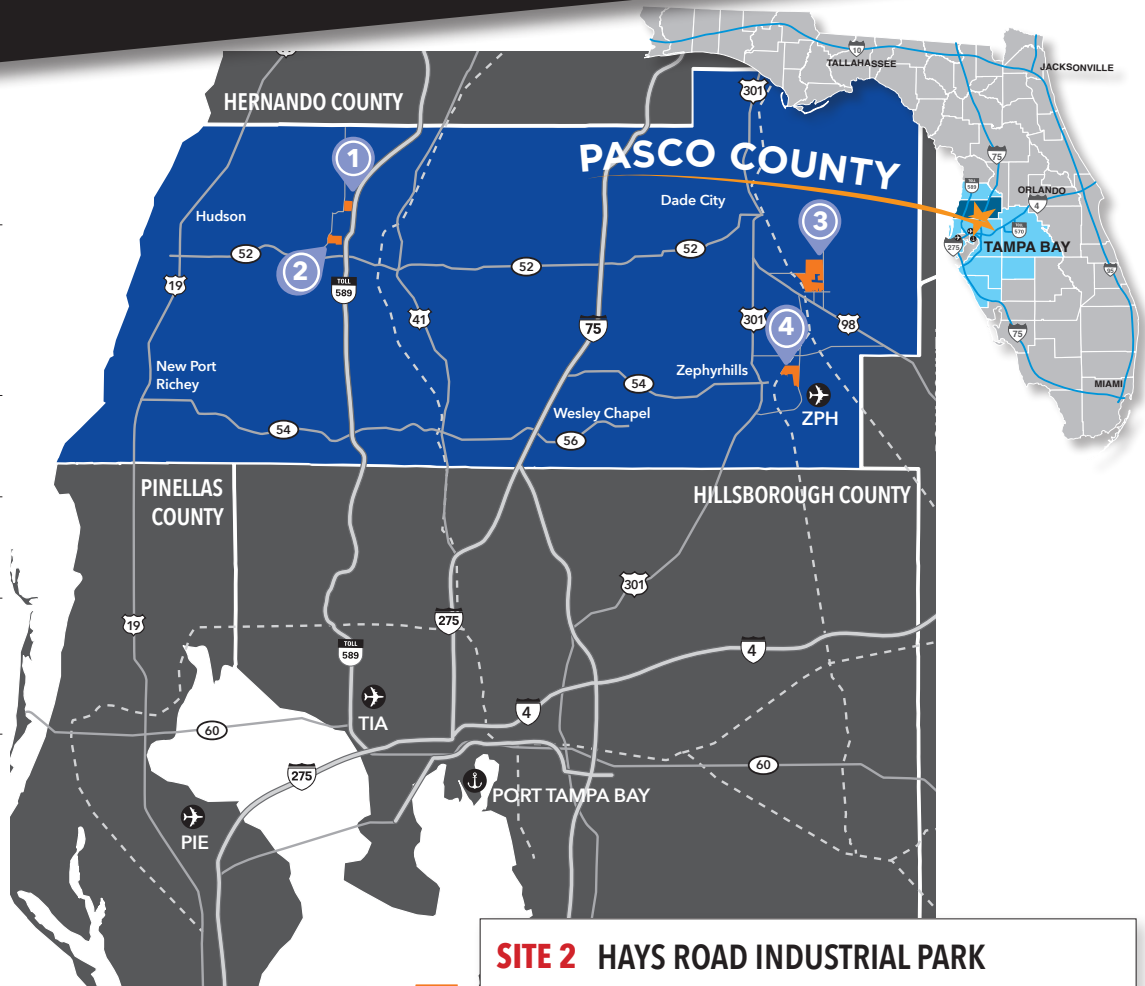 10
TALLAHASSEE
JACKSONVILLE
HERNANDO COUNTY
301
PASCO COUNTY
75
TOLL
589
ORLANDO
4
TOLL
570
TAMPA BAY
275
95
75
MIAMI
1
Hudson
Dade City
3
52
52
52
2
19
TOLL
589
41
75
301
4
98
New Port
Richey
Zephyrhills
54
ZPH
Wesley Chapel
54
56
PINELLAS
COUNTY
HILLSBOROUGH COUNTY
301
19
275
TOLL
589
4
TIA
4
60
60
275
PORT TAMPA BAY
PIE
SITE 2 HAYS ROAD INDUSTRIAL PARK